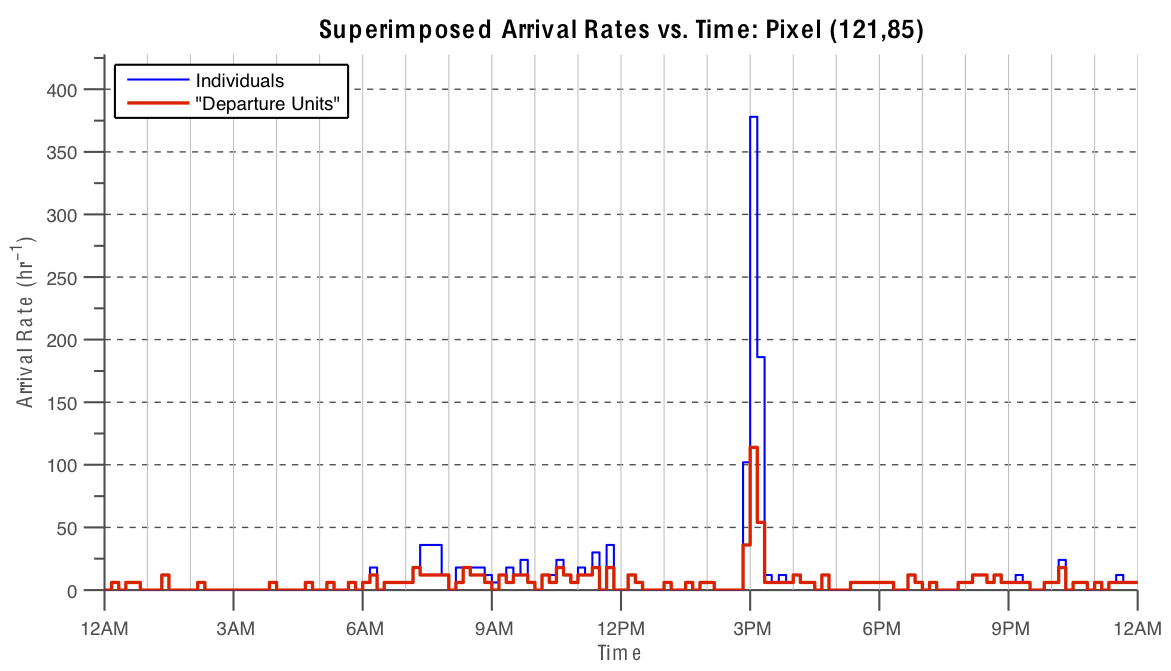 Superimposed Arrival Rates vs. Time: Pixel (121,85)
Individuals
"Departure Units"
Arrival Rate (hr⁻¹)
400
350
300
250
200
150
100
50
0
12AM 3AM 6AM 9AM 12PM 3PM 6PM 9PM 12AM
Time